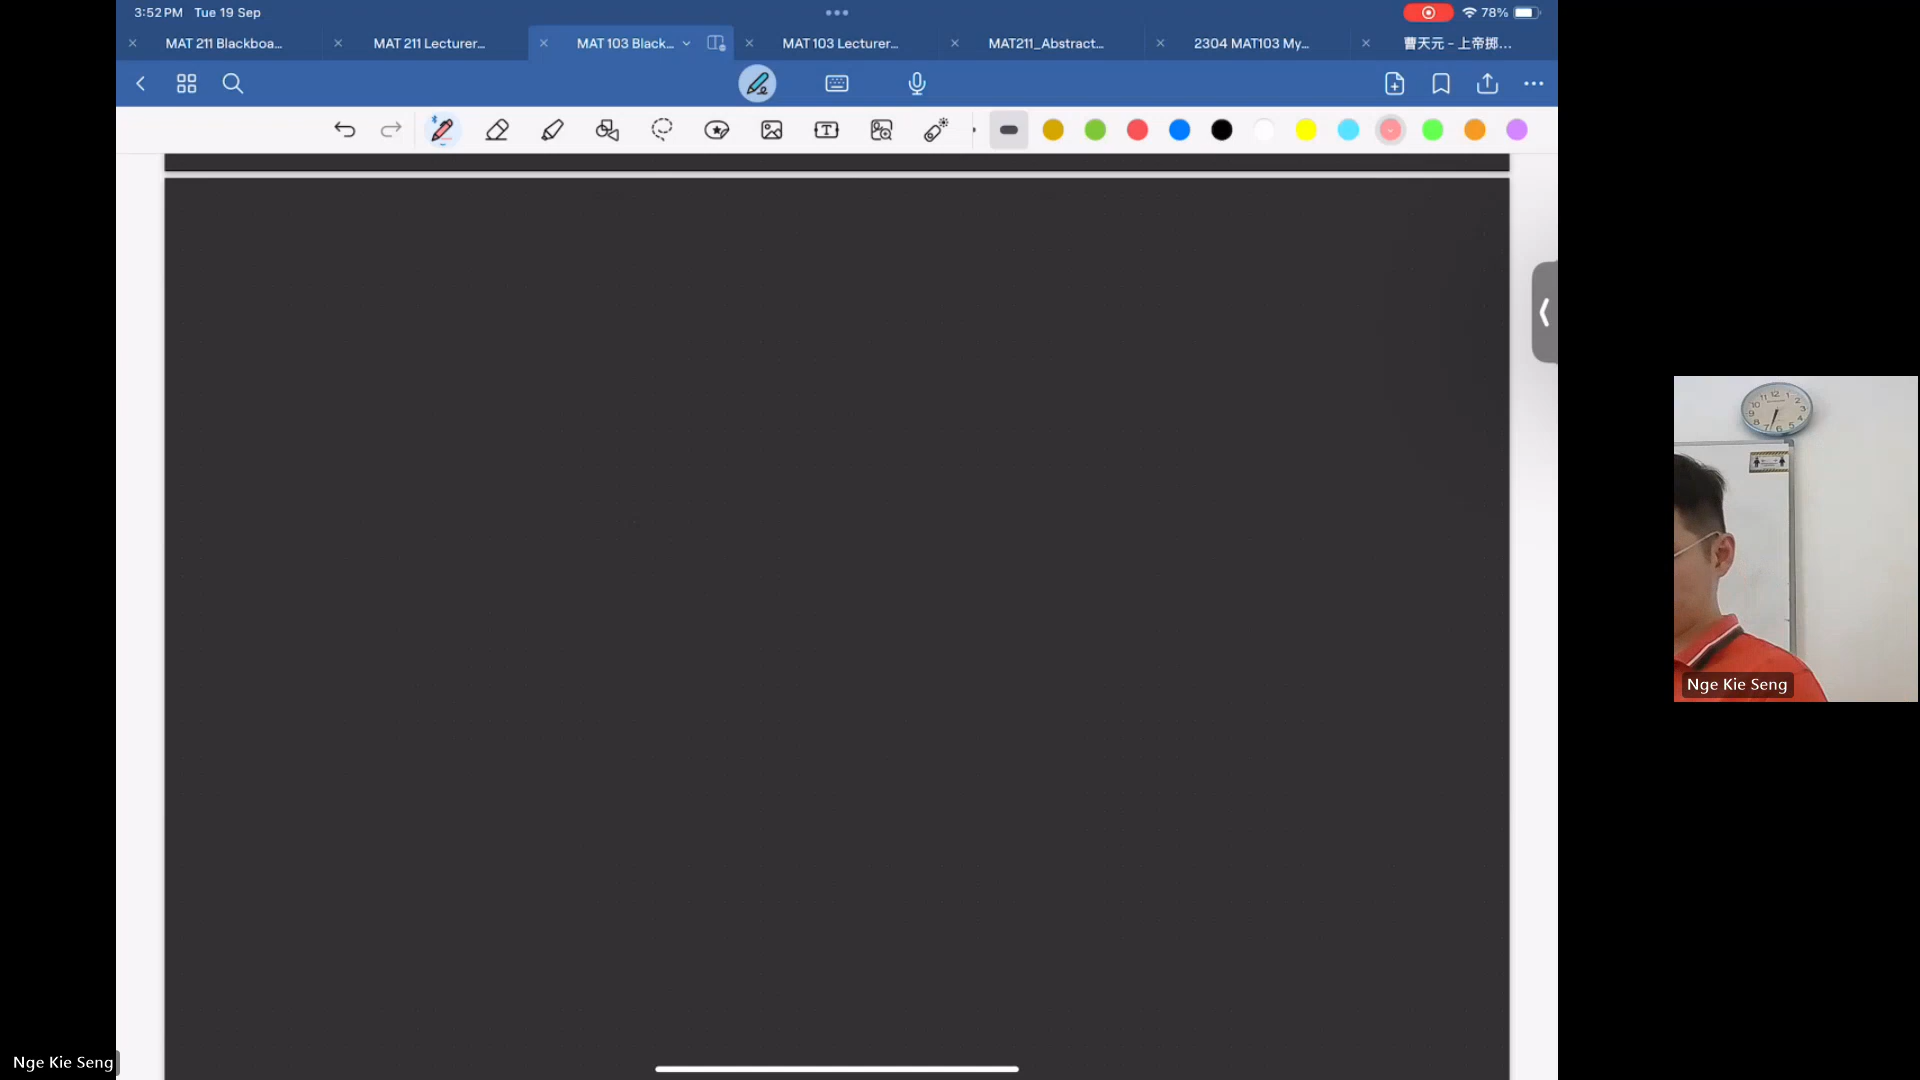 3:52 PM Tue 19 Sep
78%
MAT 211 Blackboa...
MAT 211 Lecturer...
MAT 103 Black...
MAT 103 Lecturer...
MAT211_Abstract...
2304 MAT103 My...
曹天元 - 上帝掷...
Nge Kie Seng
Nge Kie Seng